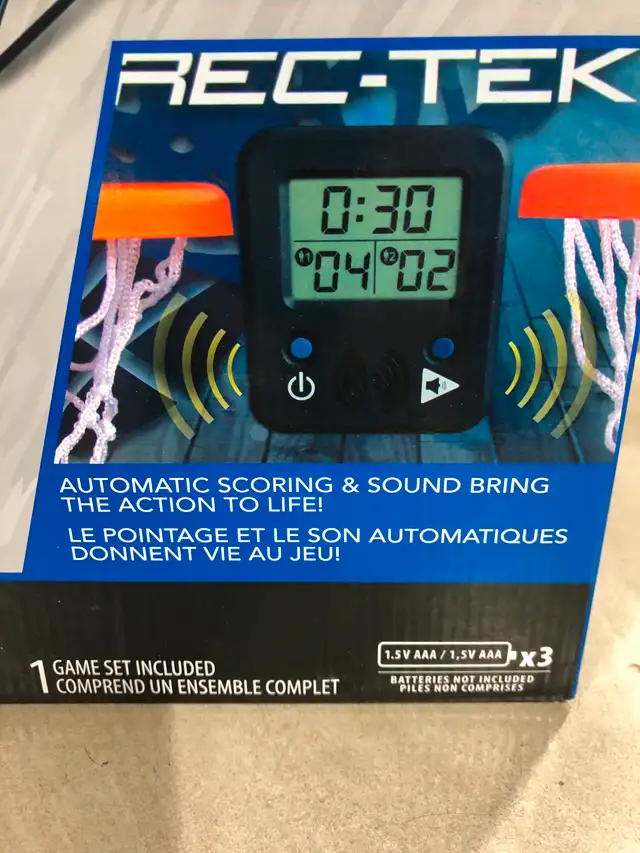 REC-TEK
0:30
04 02
AUTOMATIC SCORING & SOUND BRING
THE ACTION TO LIFE!
LE POINTAGE ET LE SON AUTOMATIQUES
DONNENT VIE AU JEU!
1 GAME SET INCLUDED
COMPREND UN ENSEMBLE COMPLET
1.5V AAA / 1,5V AAA x3
BATTERIES NOT INCLUDED
PILES NON COMPRISES